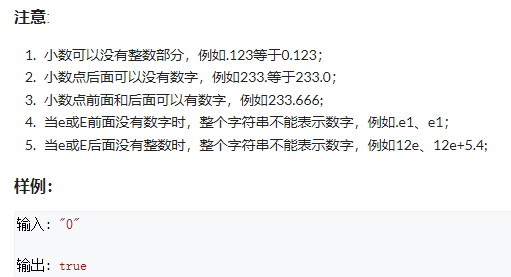 注意:
1. 小数可以没有整数部分，例如.123等于0.123；
2. 小数点后面可以没有数字，例如233.等于233.0；
3. 小数点前面和后面可以有数字，例如233.666；
4. 当e或E前面没有数字时，整个字符串不能表示数字，例如.e1、e1；
5. 当e或E后面没有整数时，整个字符串不能表示数字，例如12e、12e+5.4;
样例：
输入："0"
输出：true